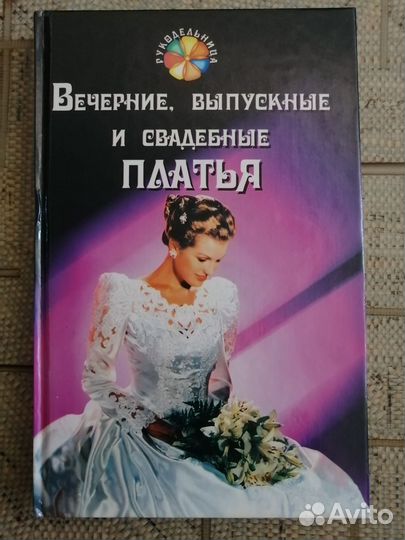 РУКОДЕЛЬНИЦА
ВЕЧЕРНИЕ, ВЫПУСКНЫЕ
И СВАДЕБНЫЕ
ПЛАТЬЯ
Avito